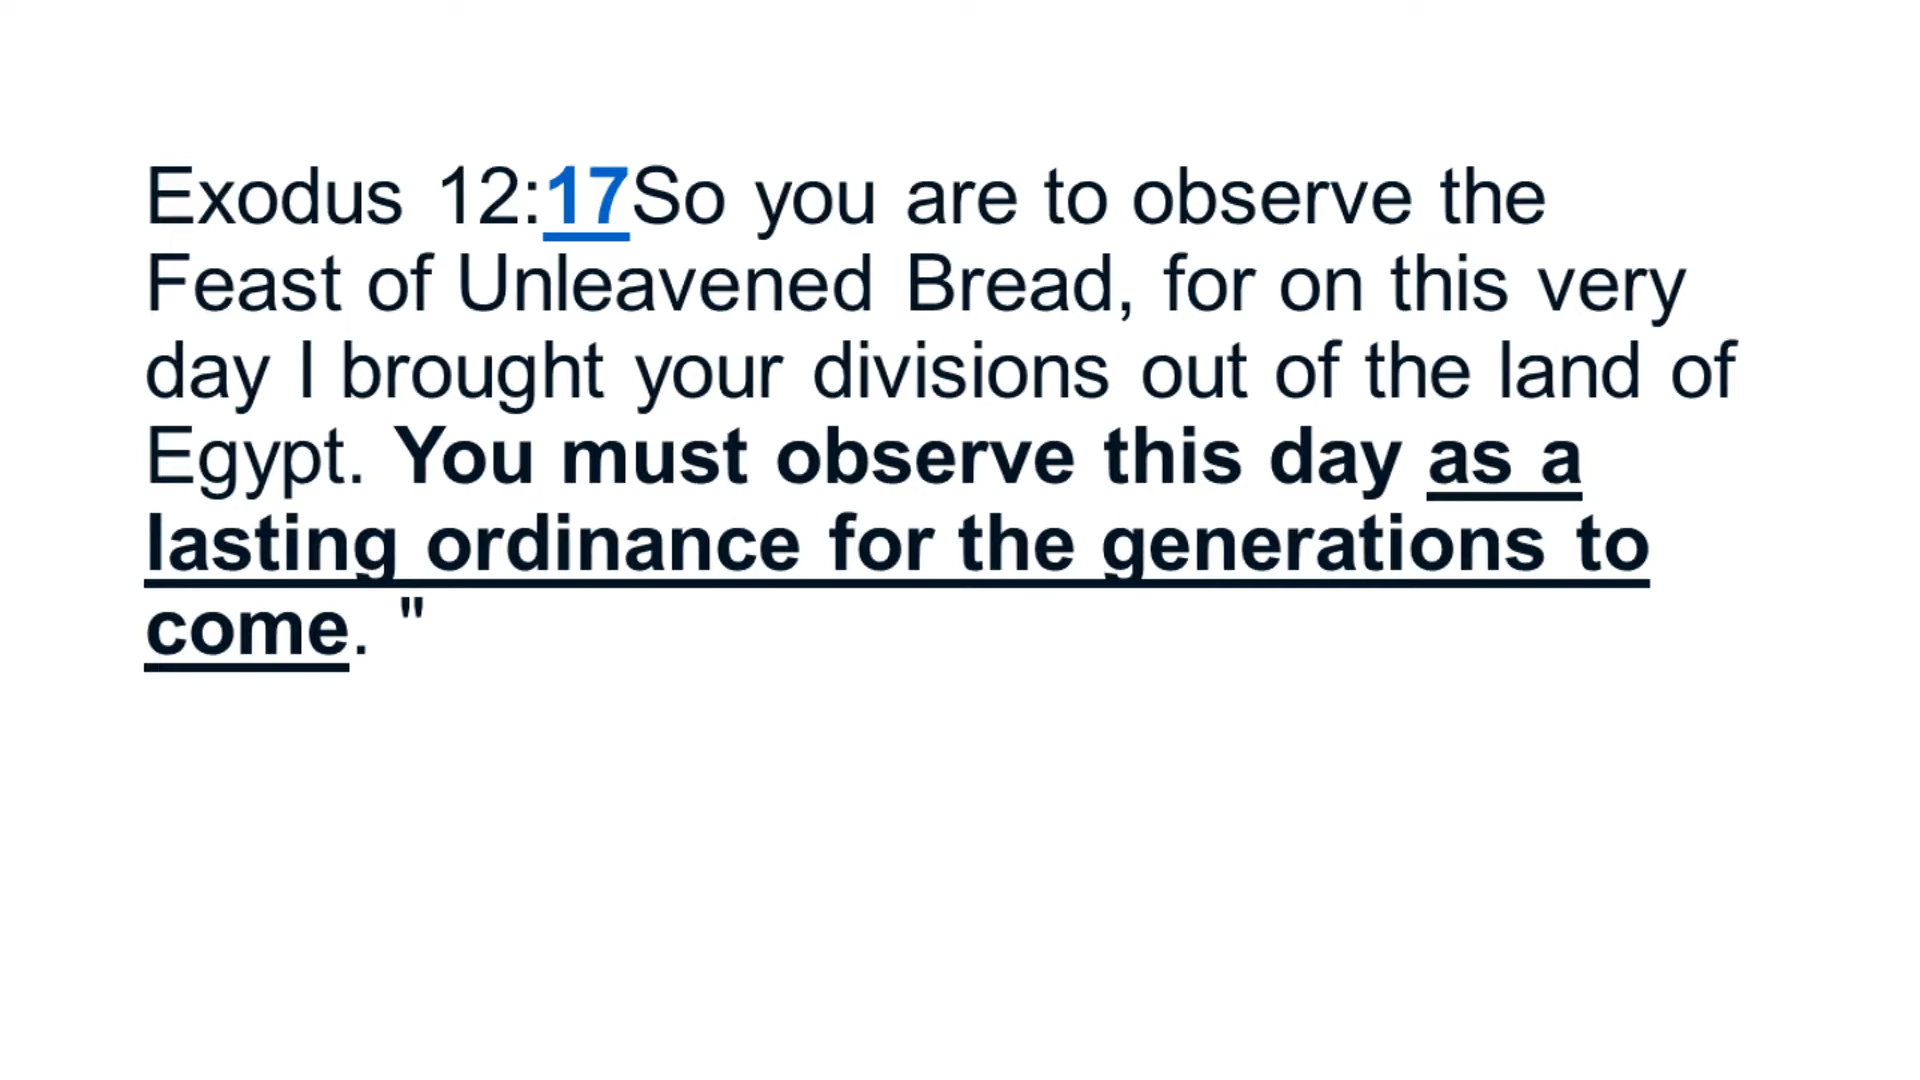 Exodus 12:17So you are to observe the
Feast of Unleavened Bread, for on this very
day I brought your divisions out of the land of
Egypt. You must observe this day as a
lasting ordinance for the generations to
come. "